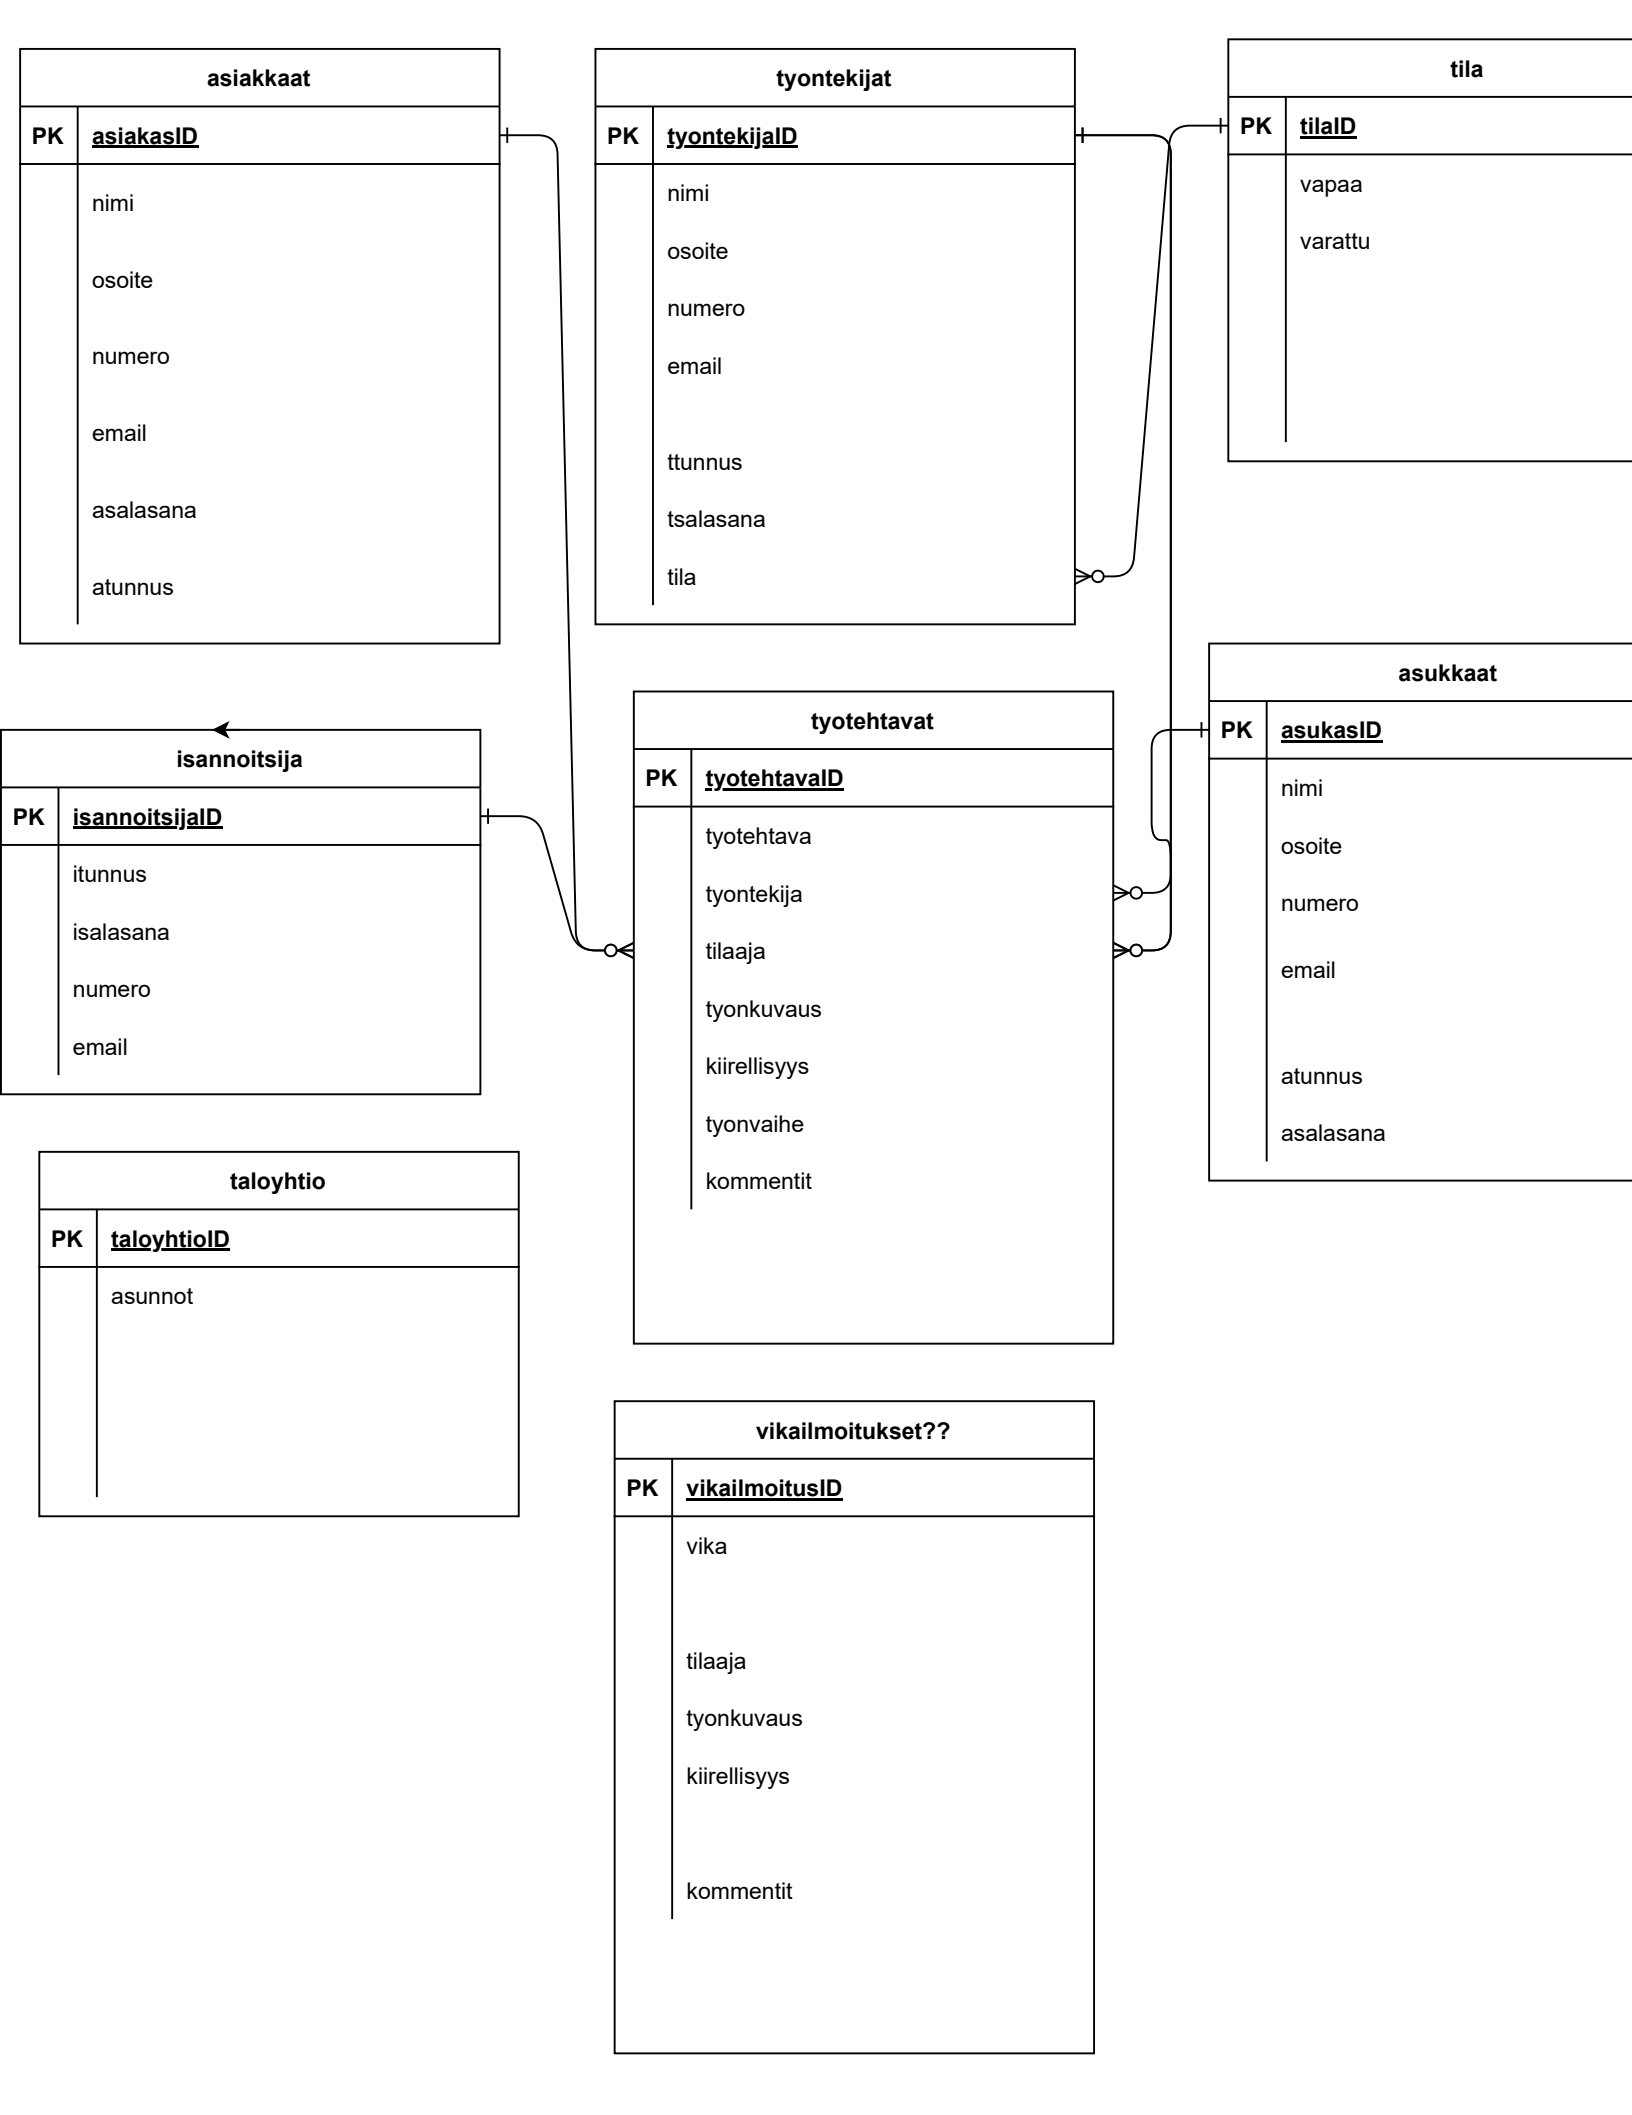 asiakkaat
PK asiakasID
nimi
osoite
numero
email
asalasana
atunnus
tyontekijat
PK tyontekijaID
nimi
osoite
numero
email
ttunnus
tsalasana
tila
tila
PK tilaID
vapaa
varattu
isannoitsija
PK isannoitsijaID
itunnus
isalasana
numero
email
tyotehtavat
PK tyotehtavaID
tyotehtava
tyontekija
tilaaja
tyonkuvaus
kiirellisyys
tyonvaihe
kommentit
asukkaat
PK asukasID
nimi
osoite
numero
email
atunnus
asalasana
taloyhtio
PK taloyhtioID
asunnot
vikailmoitukset??
PK vikailmoitusID
vika
tilaaja
tyonkuvaus
kiirellisyys
kommentit